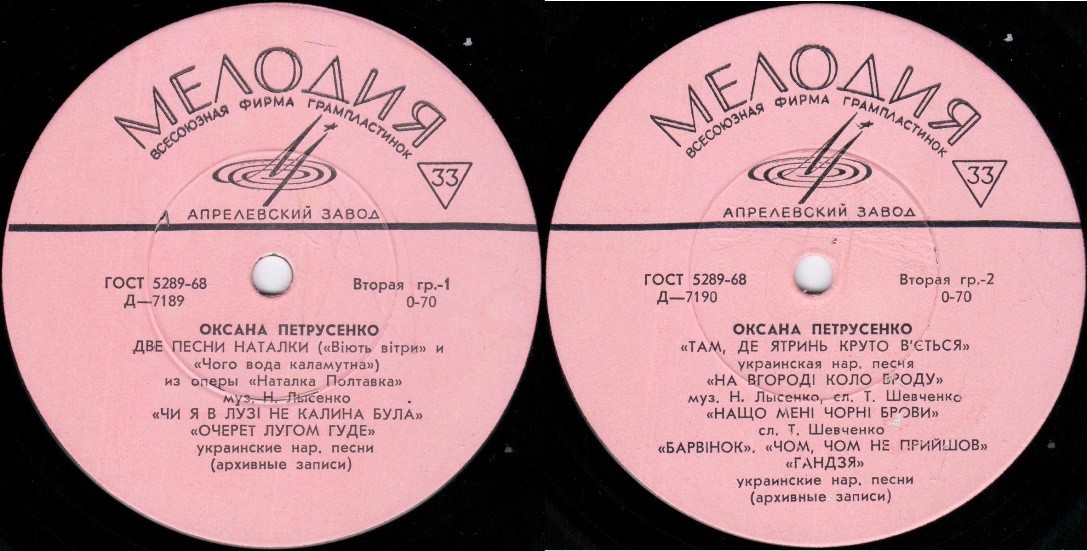 МЕЛОДИЯ
ВСЕСОЮЗНАЯ ФИРМА ГРАМПЛАСТИНОК
33
АПРЕЛЕВСКИЙ ЗАВОД
ГОСТ 5289-68
Д—7189
Вторая гр.-1
0-70
ОКСАНА ПЕТРУСЕНКО
ДВЕ ПЕСНИ НАТАЛКИ («Віють вітри» и
«Чого вода каламутна»)
из оперы «Наталка Полтавка»
муз. Н. Лысенко
«ЧИ Я В ЛУЗІ НЕ КАЛИНА БУЛА»
«ОЧЕРЕТ ЛУГОМ ГУДЕ»
украинские нар. песни
(архивные записи)
МЕЛОДИЯ
ВСЕСОЮЗНАЯ ФИРМА ГРАМПЛАСТИНОК
33
АПРЕЛЕВСКИЙ ЗАВОД
ГОСТ 5289-68
Д—7190
Вторая гр.-2
0-70
ОКСАНА ПЕТРУСЕНКО
«ТАМ, ДЕ ЯТРИНЬ КРУТО В'ЄТЬСЯ»
украинская нар. песня
«НА ВГОРОДІ КОЛО БРОДУ»
муз. Н. Лысенко, сл. Т. Шевченко
«НАЩО МЕНІ ЧОРНІ БРОВИ»
сл. Т. Шевченко
«БАРВІНОК». «ЧОМ, ЧОМ НЕ ПРИЙШОВ»
«ГАНДЗЯ»
украинские нар. песни
(архивные записи)